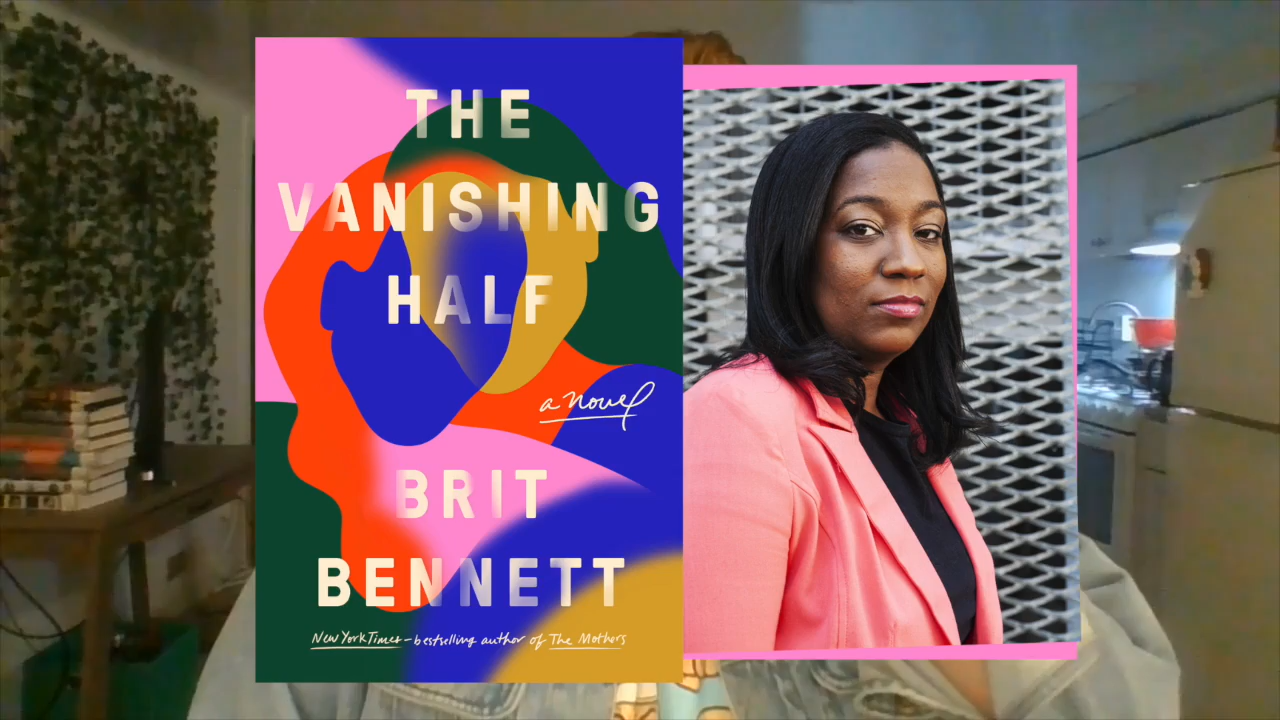 THE
VANISHING
HALF
a novel
BRIT
BENNETT
New York Times-bestselling author of The Mothers